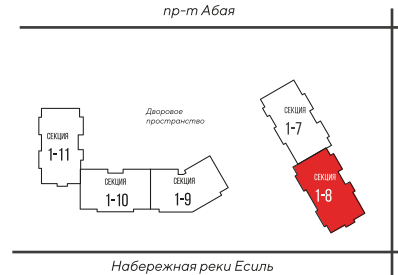 пр-т Абая
Дворовое
пространство
СЕКЦИЯ
1-7
СЕКЦИЯ
1-11
СЕКЦИЯ
1-10
СЕКЦИЯ
1-9
СЕКЦИЯ
1-8
Набережная реки Есиль